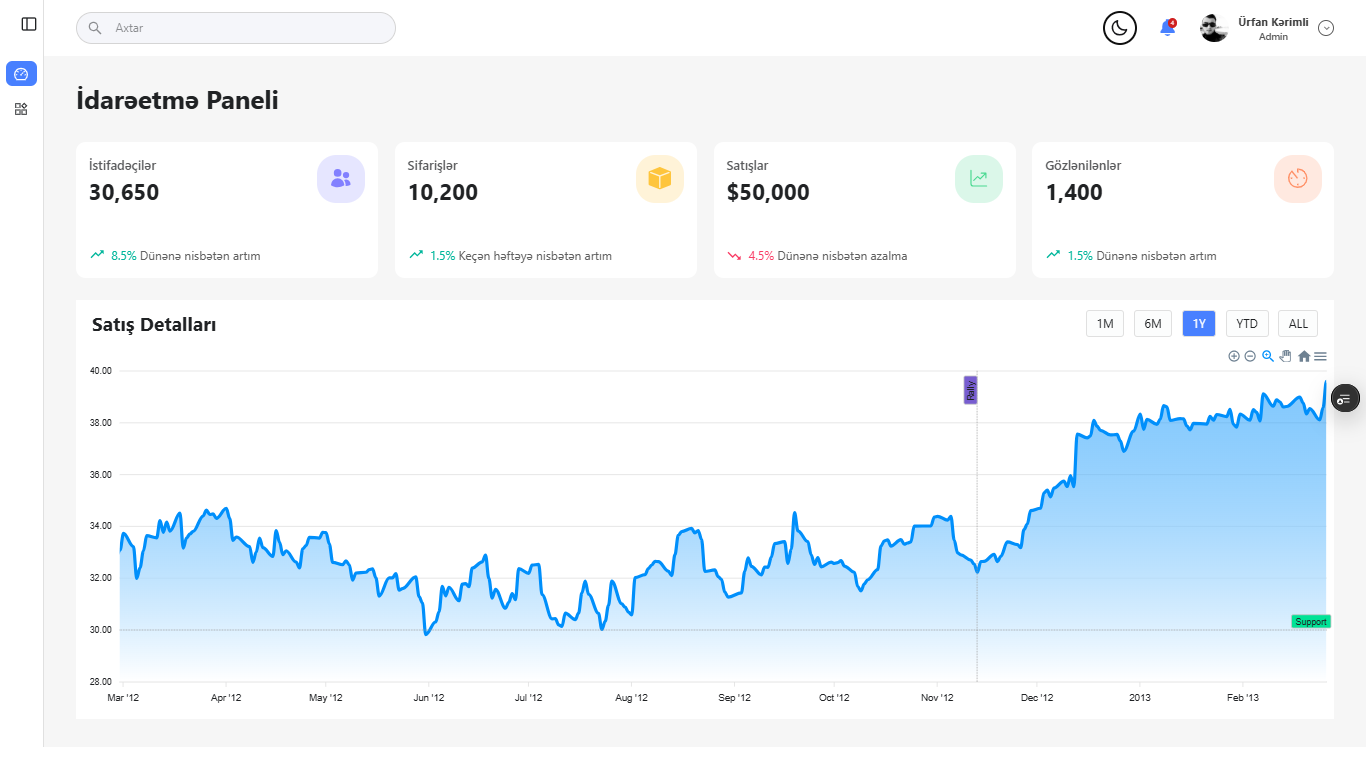 Axtar
4
Ürfan Kərimli
Admin
İdarəetmə Paneli
İstifadəçilər
30,650
8.5% Dünənə nisbətən artım
Sifarişlər
10,200
1.5% Keçən həftəyə nisbətən artım
Satışlar
$50,000
4.5% Dünənə nisbətən azalma
Gözlənilənlər
1,400
1.5% Dünənə nisbətən artım
Satış Detalları
1M 6M 1Y YTD ALL
40.00
38.00
36.00
34.00
32.00
30.00
28.00
Rally
Support
Mar '12 Apr '12 May '12 Jun '12 Jul '12 Aug '12 Sep '12 Oct '12 Nov '12 Dec '12 2013 Feb '13